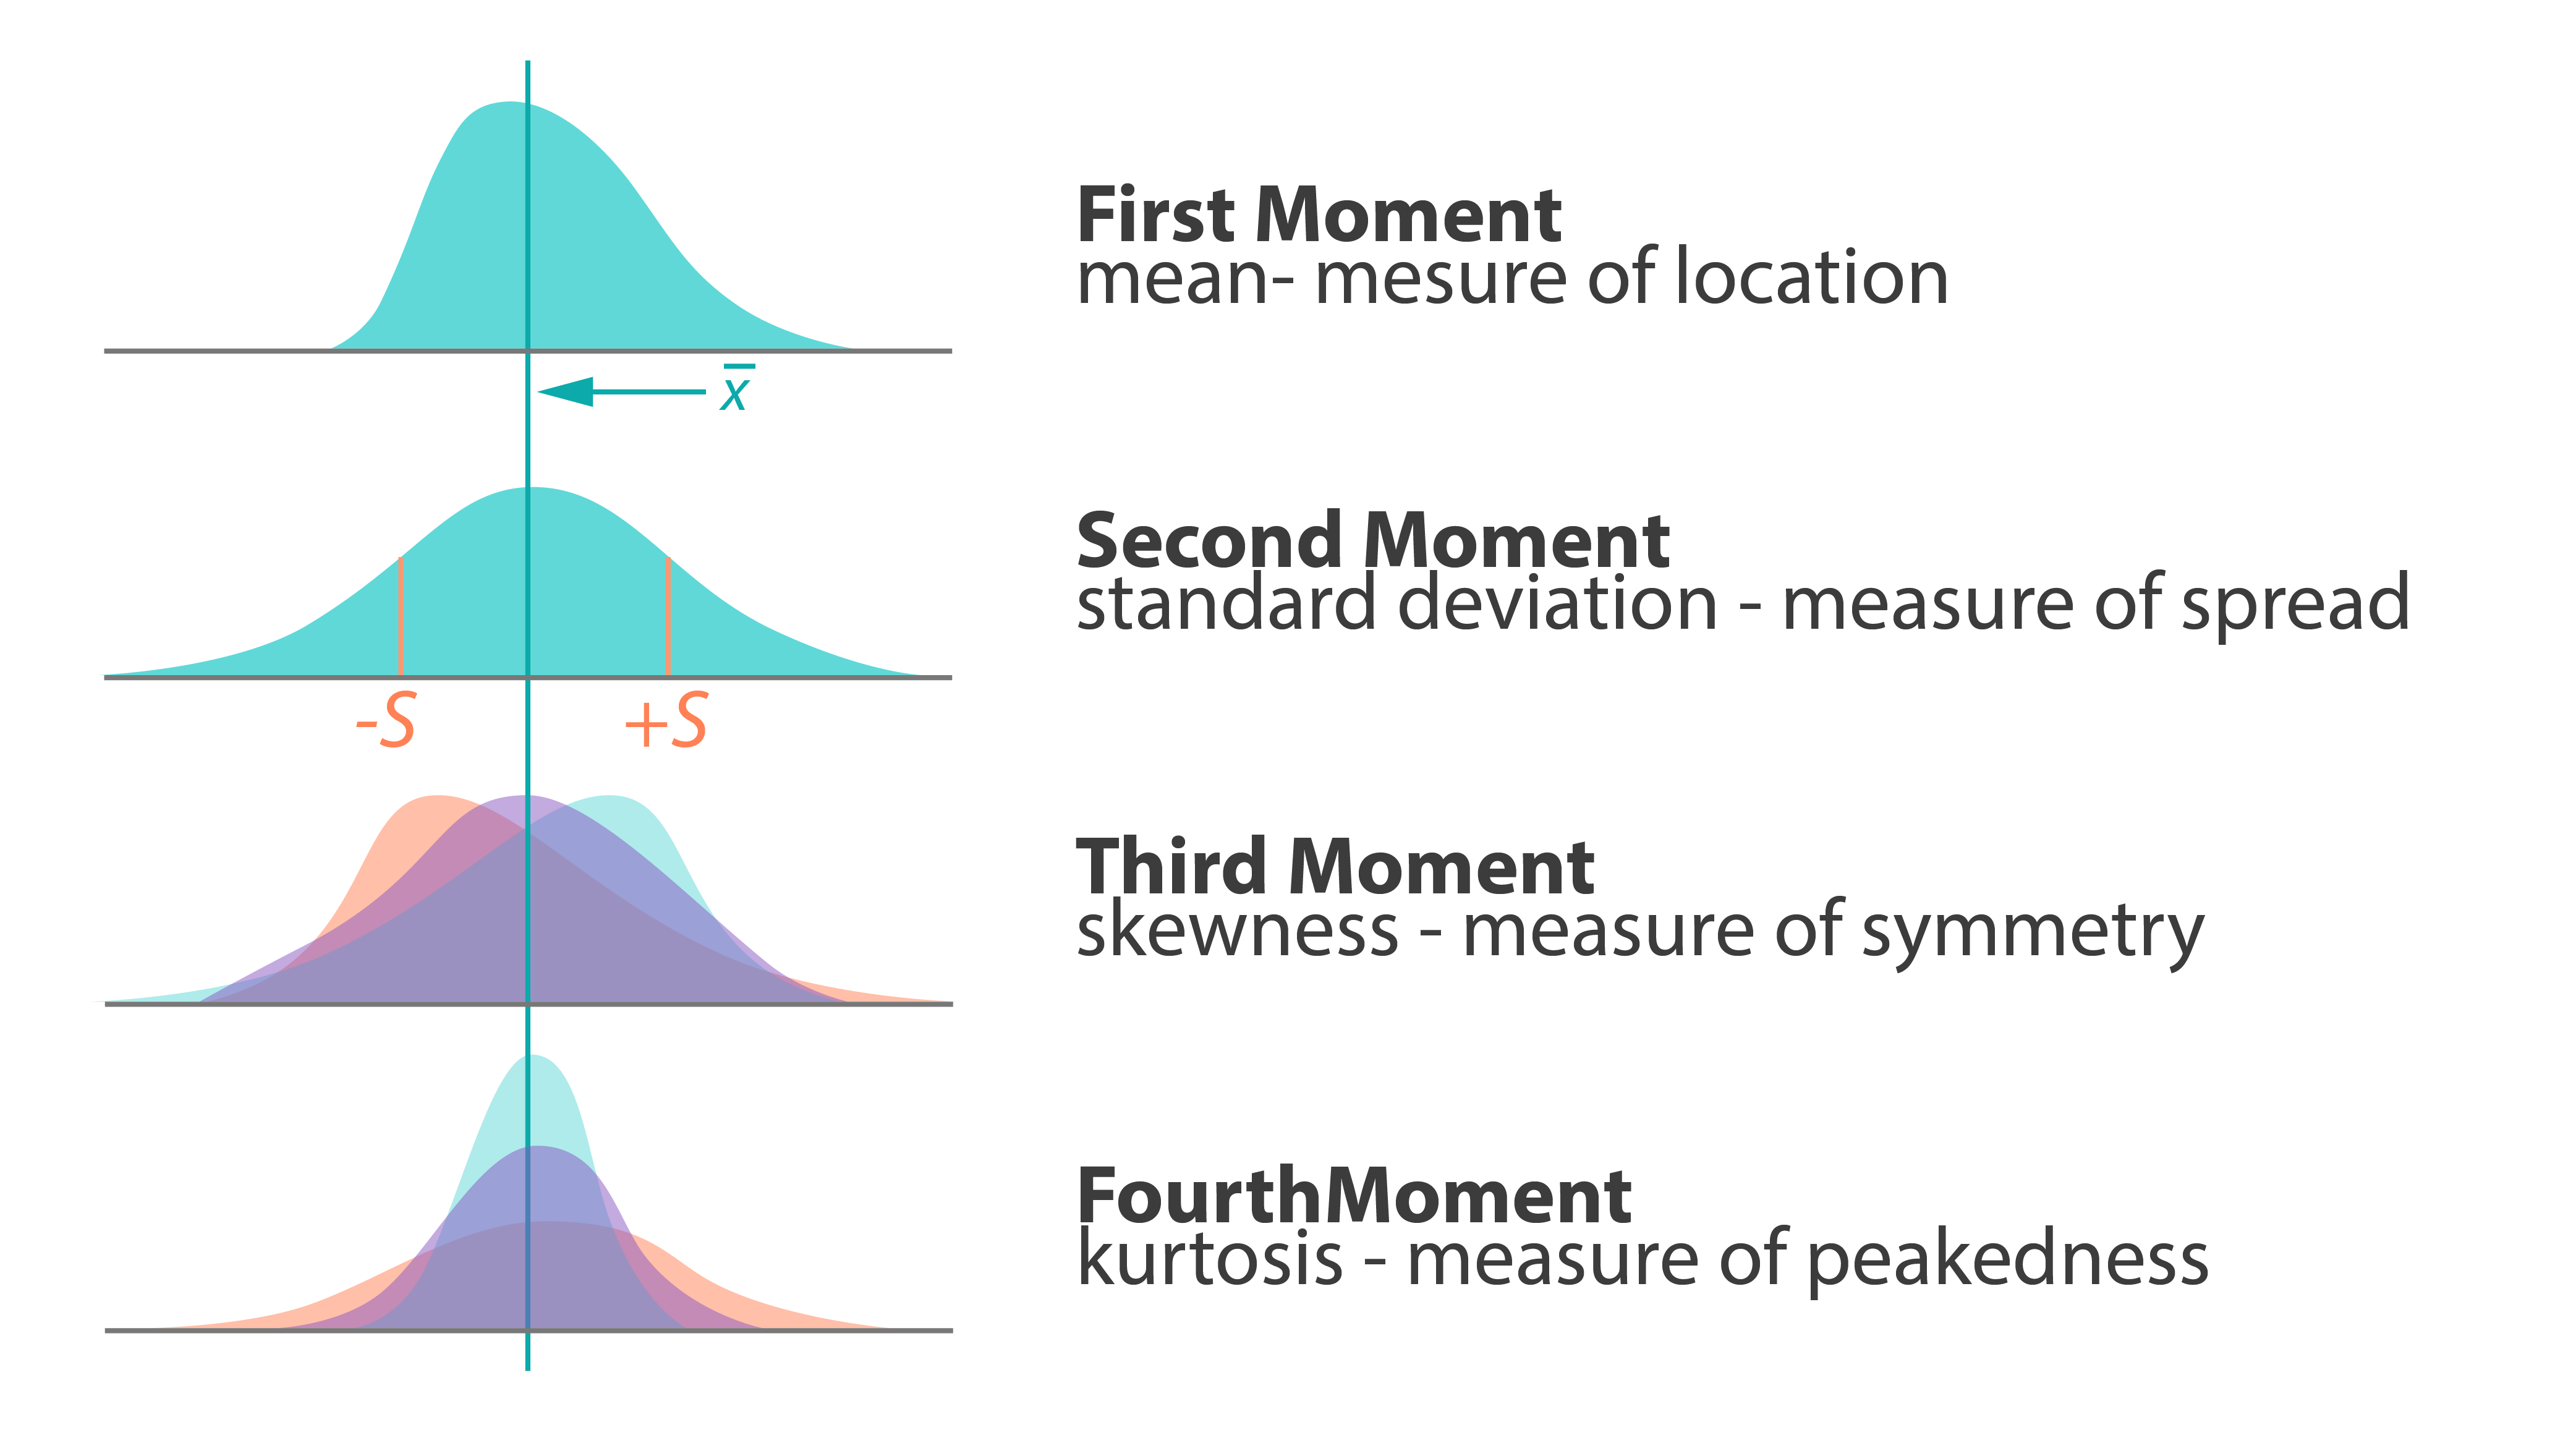 First Moment
mean- mesure of location
x̄
Second Moment
standard deviation - measure of spread
-S
+S
Third Moment
skewness - measure of symmetry
FourthMoment
kurtosis - measure of peakedness